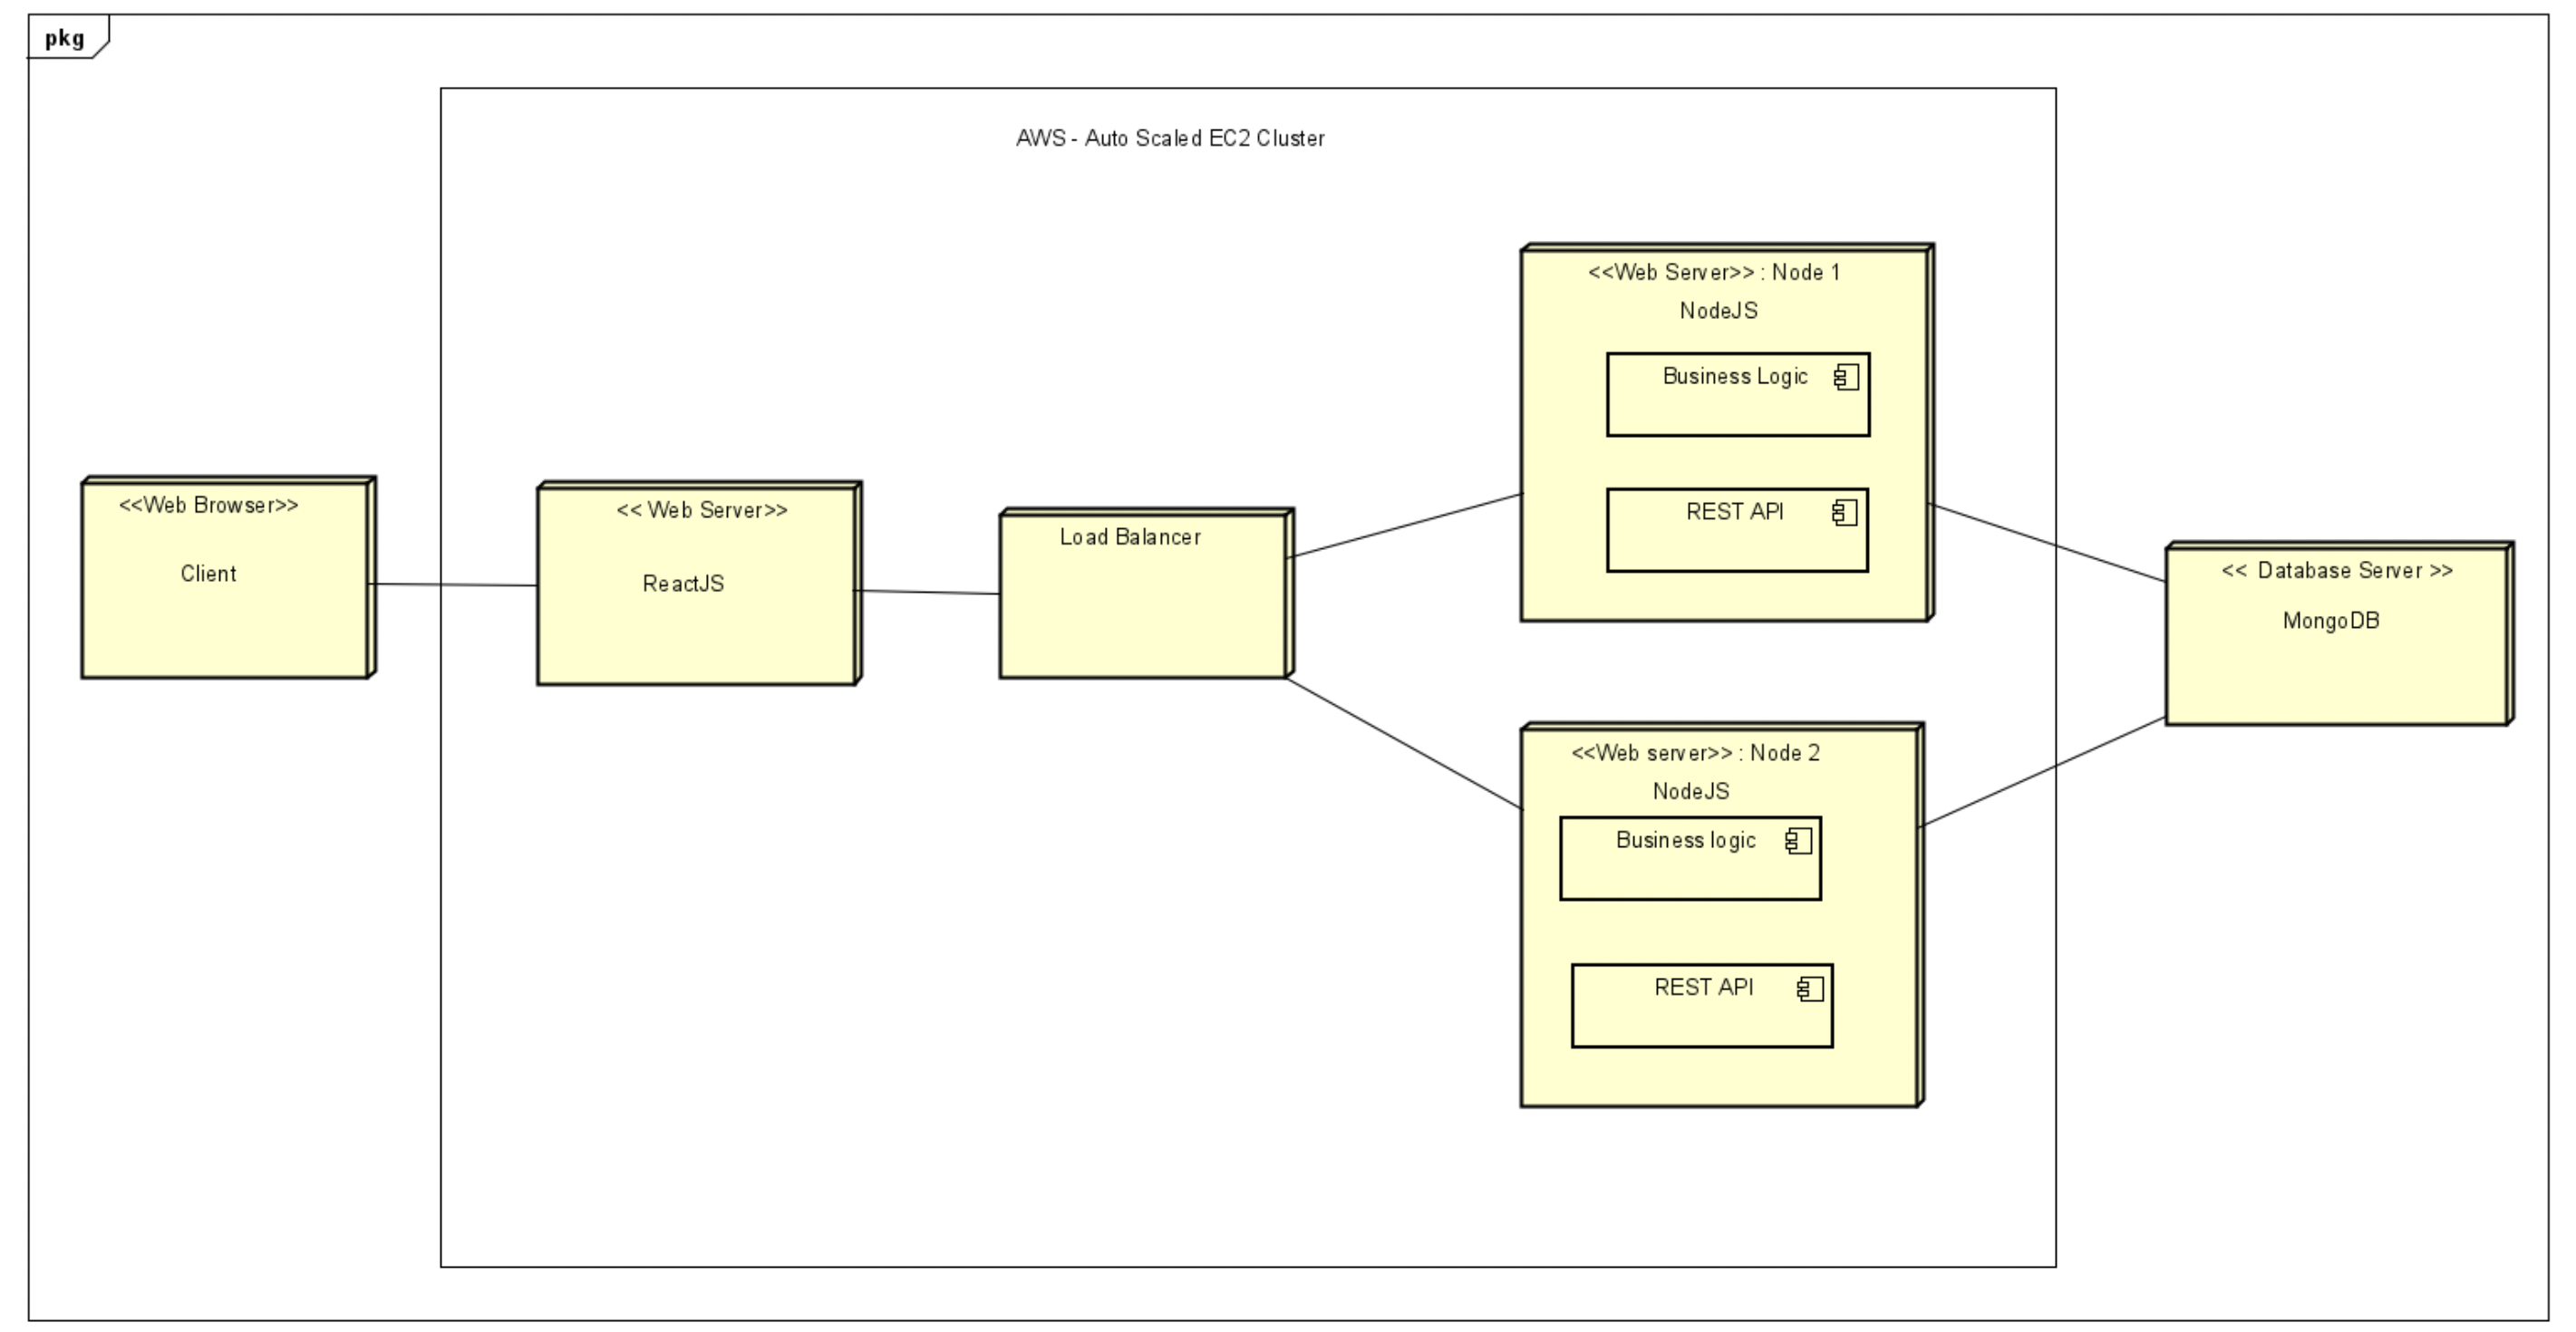 pkg
AWS - Auto Scaled EC2 Cluster
<<Web Browser>>
Client
<< Web Server>>
ReactJS
Load Balancer
<<Web Server>> : Node 1
NodeJS
Business Logic
REST API
<<Web server>> : Node 2
NodeJS
Business logic
REST API
<< Database Server >>
MongoDB